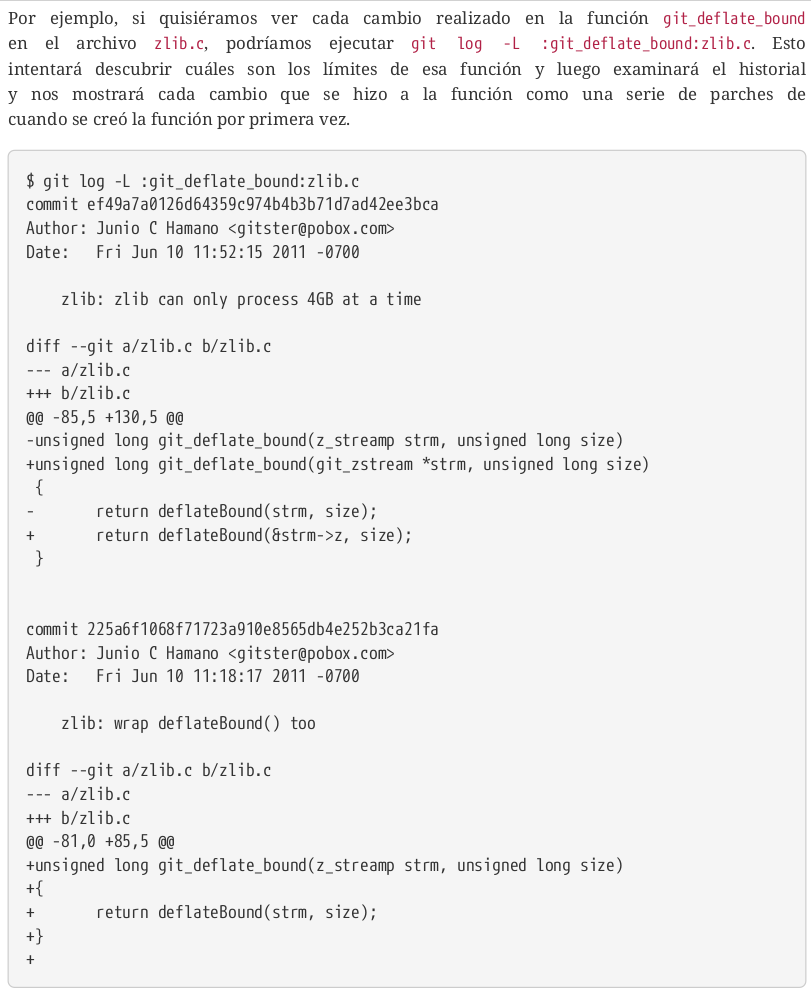 Por ejemplo, si quisiéramos ver cada cambio realizado en la función git_deflate_bound
en el archivo zlib.c, podríamos ejecutar git log -L :git_deflate_bound:zlib.c. Esto
intentará descubrir cuáles son los límites de esa función y luego examinará el historial
y nos mostrará cada cambio que se hizo a la función como una serie de parches de
cuando se creó la función por primera vez.
$ git log -L :git_deflate_bound:zlib.c
commit ef49a7a0126d64359c974b4b3b71d7ad42ee3bca
Author: Junio C Hamano <gitster@pobox.com>
Date:   Fri Jun 10 11:52:15 2011 -0700
    zlib: zlib can only process 4GB at a time
diff --git a/zlib.c b/zlib.c
--- a/zlib.c
+++ b/zlib.c
@@ -85,5 +130,5 @@
-unsigned long git_deflate_bound(z_streamp strm, unsigned long size)
+unsigned long git_deflate_bound(git_zstream *strm, unsigned long size)
 {
-       return deflateBound(strm, size);
+       return deflateBound(&strm->z, size);
 }
commit 225a6f1068f71723a910e8565db4e252b3ca21fa
Author: Junio C Hamano <gitster@pobox.com>
Date:   Fri Jun 10 11:18:17 2011 -0700
    zlib: wrap deflateBound() too
diff --git a/zlib.c b/zlib.c
--- a/zlib.c
+++ b/zlib.c
@@ -81,0 +85,5 @@
+unsigned long git_deflate_bound(z_streamp strm, unsigned long size)
+{
+       return deflateBound(strm, size);
+}
+